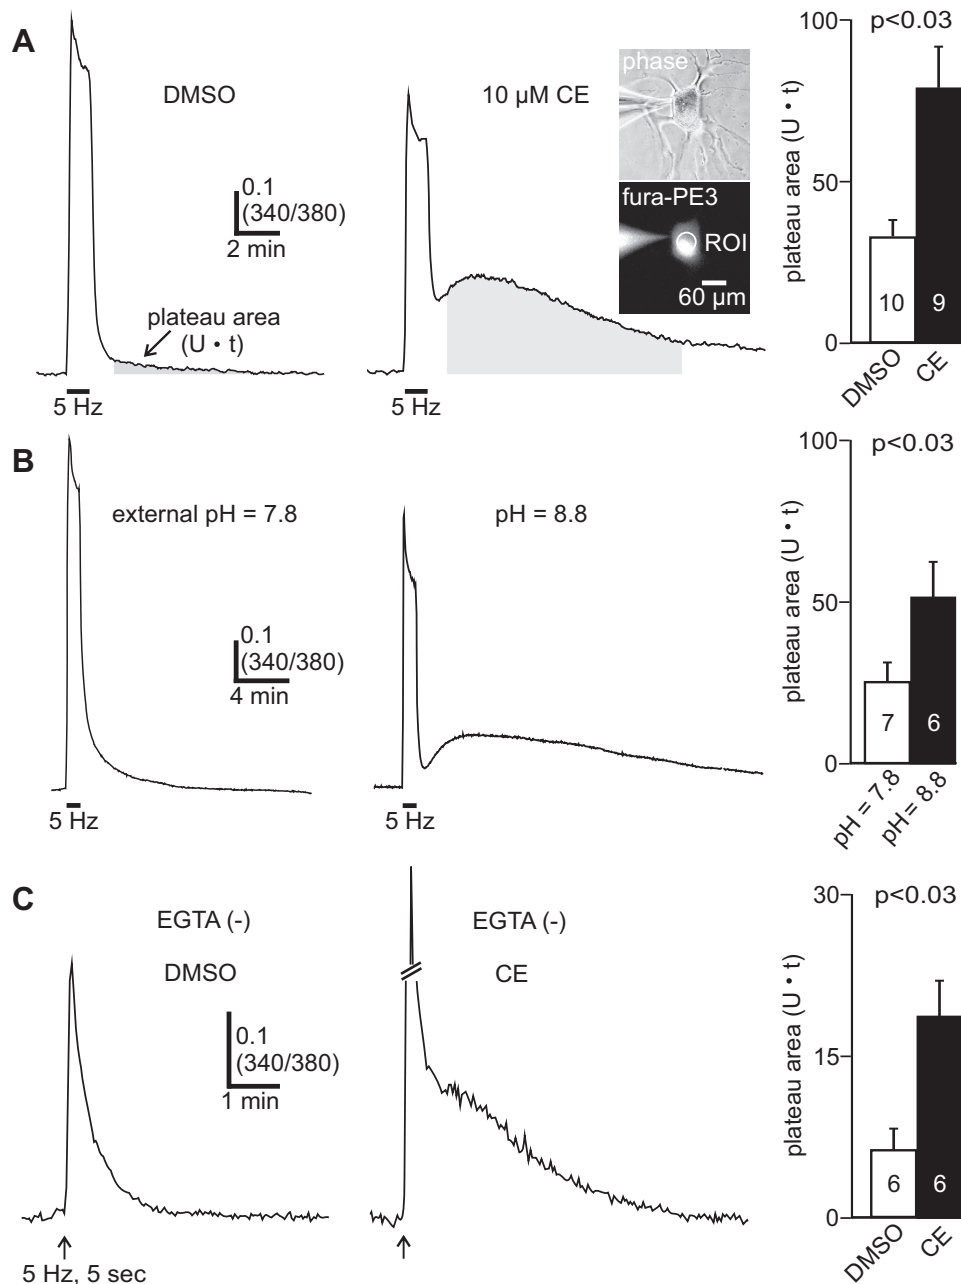 A
DMSO
10 µM CE
0.1
(340/380)
2 min
plateau area
(U • t)
5 Hz
5 Hz
phase
fura-PE3
ROI
60 µm
p<0.03
plateau area (U • t)
100
50
0
10
9
DMSO
CE
B
external pH = 7.8
pH = 8.8
0.1
(340/380)
4 min
5 Hz
5 Hz
p<0.03
plateau area (U • t)
100
50
0
7
6
pH = 7.8
pH = 8.8
C
EGTA (-)
DMSO
EGTA (-)
CE
0.1
(340/380)
1 min
5 Hz, 5 sec
p<0.03
plateau area (U • t)
30
15
0
6
6
DMSO
CE